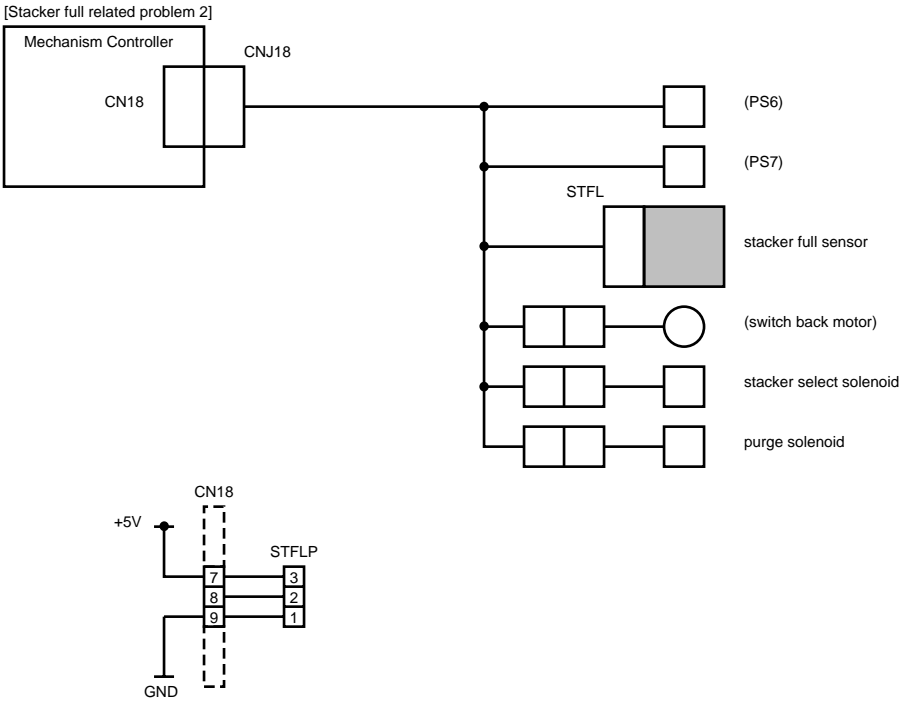 [Stacker full related problem 2]
Mechanism Controller
CNJ18
CN18
(PS6)
(PS7)
STFL
stacker full sensor
(switch back motor)
stacker select solenoid
purge solenoid
CN18
+5V
STFLP
7 3
8 2
9 1
GND